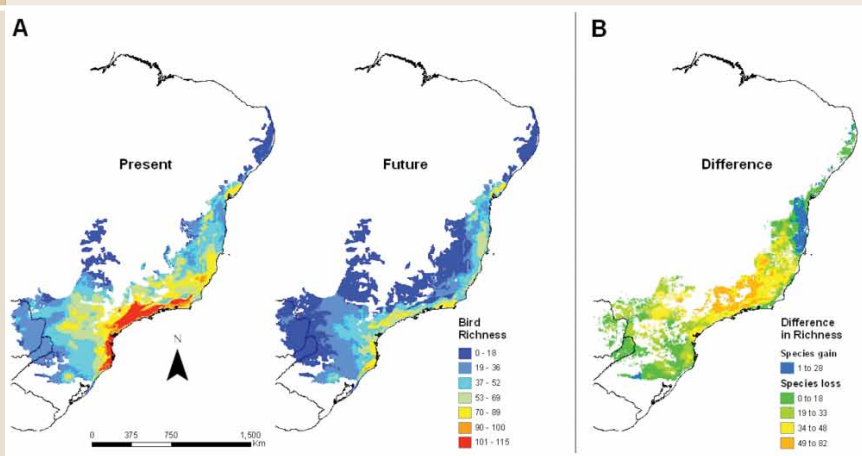 A
B
Present
Future
Difference
N
0 375 750 1,500
Km
Bird
Richness
0 - 18
19 - 36
37 - 52
53 - 69
70 - 89
90 - 100
101 - 115
Difference
in Richness
Species gain
1 to 28
Species loss
0 to 18
19 to 33
34 to 48
49 to 82